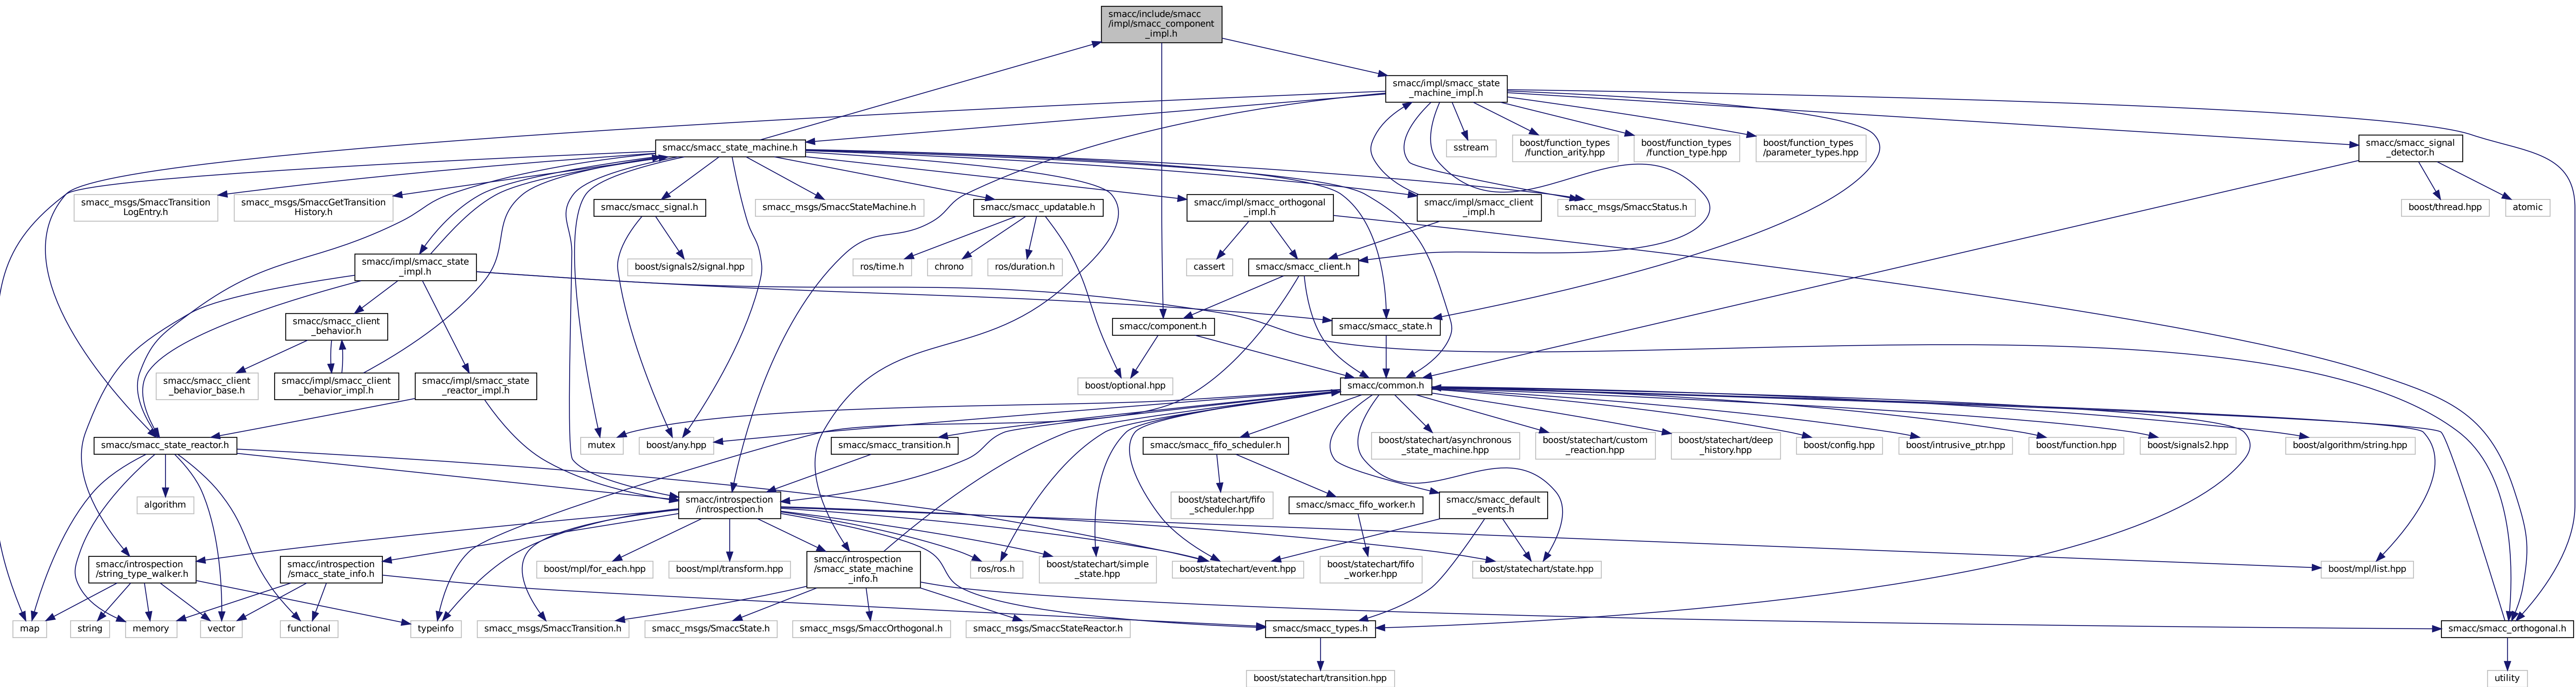 smacc/include/smacc
/impl/smacc_component
_impl.h
smacc/impl/smacc_state
_machine_impl.h
smacc/smacc_state_machine.h
sstream
boost/function_types
/function_arity.hpp
boost/function_types
/function_type.hpp
boost/function_types
/parameter_types.hpp
smacc/smacc_signal
_detector.h
smacc_msgs/SmaccTransition
LogEntry.h
smacc_msgs/SmaccGetTransition
History.h
smacc/smacc_signal.h
smacc_msgs/SmaccStateMachine.h
smacc/smacc_updatable.h
smacc/impl/smacc_orthogonal
_impl.h
smacc/impl/smacc_client
_impl.h
smacc_msgs/SmaccStatus.h
boost/thread.hpp
atomic
smacc/impl/smacc_state
_impl.h
boost/signals2/signal.hpp
ros/time.h
chrono
ros/duration.h
cassert
smacc/smacc_client.h
smacc/smacc_client
_behavior.h
smacc/component.h
smacc/smacc_state.h
smacc/smacc_client
_behavior_base.h
smacc/impl/smacc_client
_behavior_impl.h
smacc/impl/smacc_state
_reactor_impl.h
boost/optional.hpp
smacc/common.h
smacc/smacc_state_reactor.h
mutex
boost/any.hpp
smacc/smacc_transition.h
smacc/smacc_fifo_scheduler.h
boost/statechart/asynchronous
_state_machine.hpp
boost/statechart/custom
_reaction.hpp
boost/statechart/deep
_history.hpp
boost/config.hpp
boost/intrusive_ptr.hpp
boost/function.hpp
boost/signals2.hpp
boost/algorithm/string.hpp
algorithm
smacc/introspection
/introspection.h
boost/statechart/fifo
_scheduler.hpp
smacc/smacc_fifo_worker.h
smacc/smacc_default
_events.h
smacc/introspection
/string_type_walker.h
smacc/introspection
/smacc_state_info.h
boost/mpl/for_each.hpp
boost/mpl/transform.hpp
smacc/introspection
/smacc_state_machine
_info.h
ros/ros.h
boost/statechart/simple
_state.hpp
boost/statechart/event.hpp
boost/statechart/fifo
_worker.hpp
boost/statechart/state.hpp
boost/mpl/list.hpp
map
string
memory
vector
functional
typeinfo
smacc_msgs/SmaccTransition.h
smacc_msgs/SmaccState.h
smacc_msgs/SmaccOrthogonal.h
smacc_msgs/SmaccStateReactor.h
smacc/smacc_types.h
smacc/smacc_orthogonal.h
boost/statechart/transition.hpp
utility